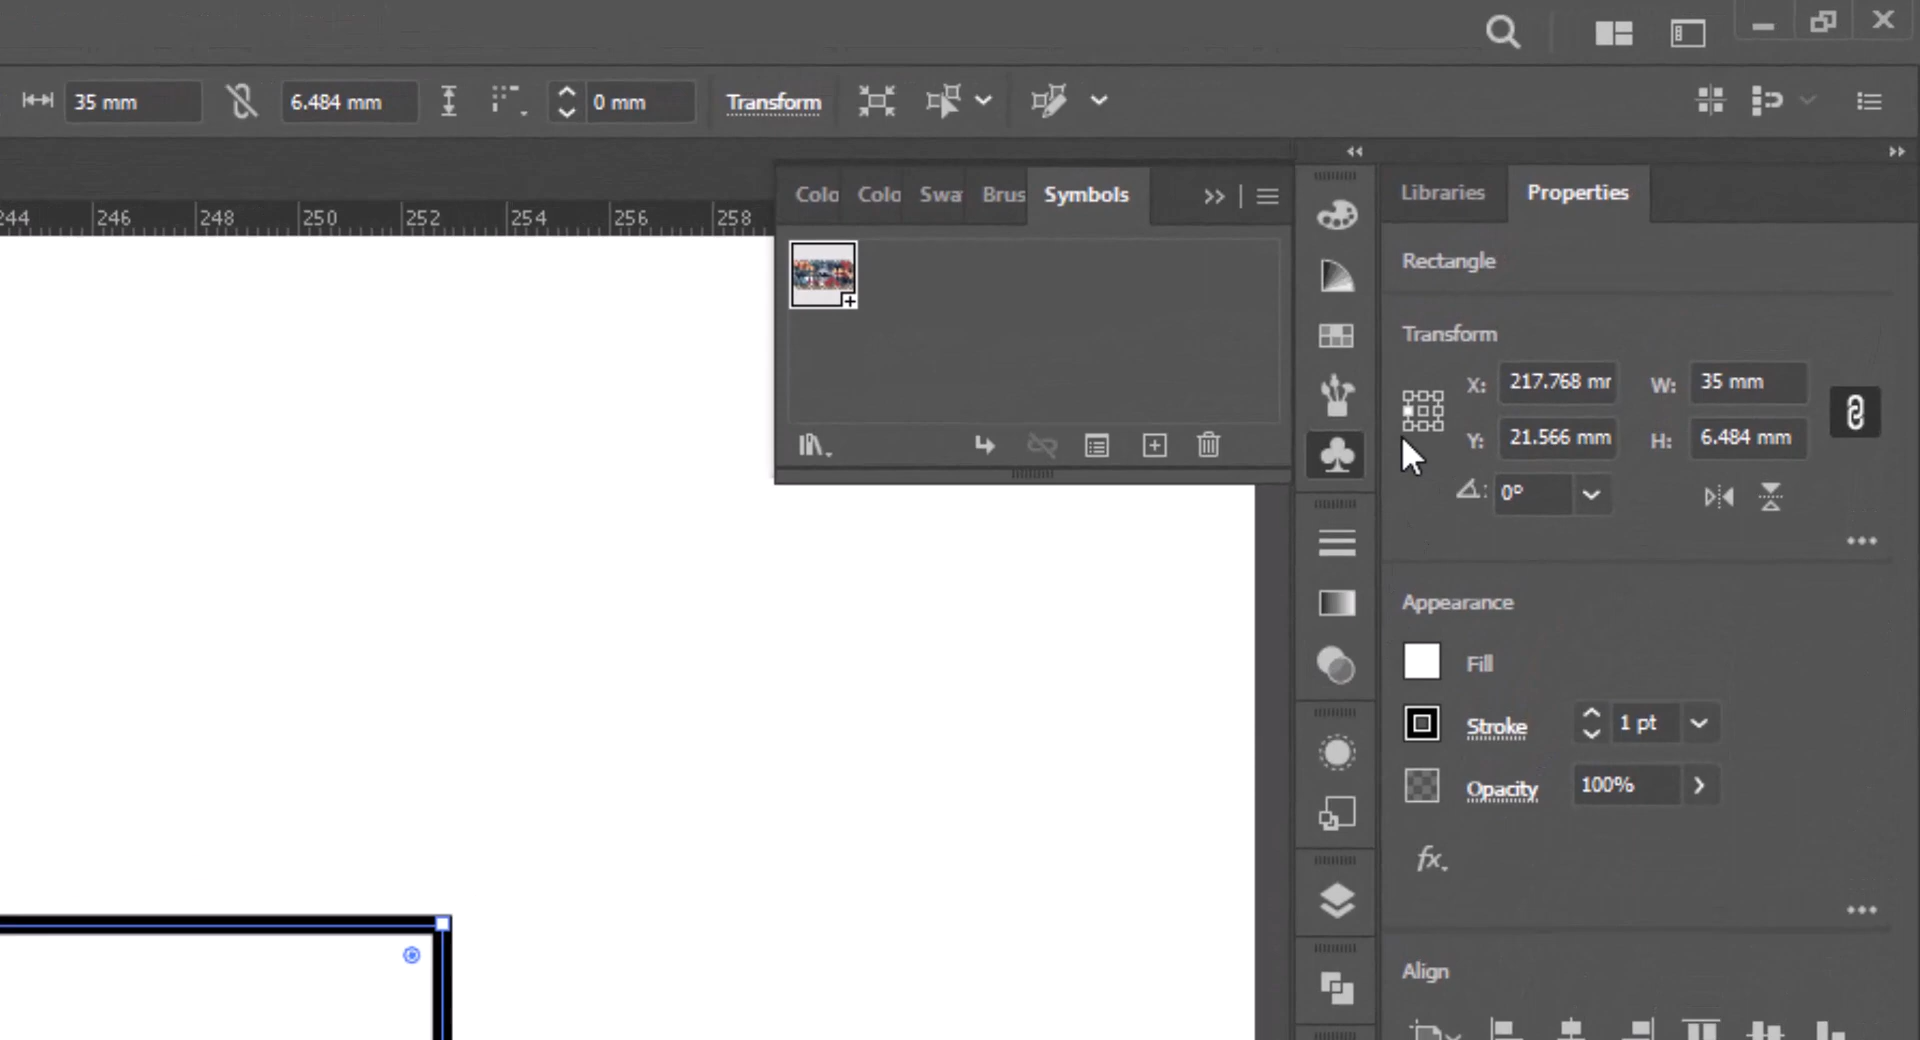 35 mm 6.484 mm 0 mm Transform
Colo Colo Swa Brus Symbols
Libraries Properties
244 246 248 250 252 254 256 258
Rectangle
Transform
X: 217.768 mr W: 35 mm
Y: 21.566 mm H: 6.484 mm
0°
Appearance
Fill
Stroke 1 pt
Opacity 100%
fx.
Align